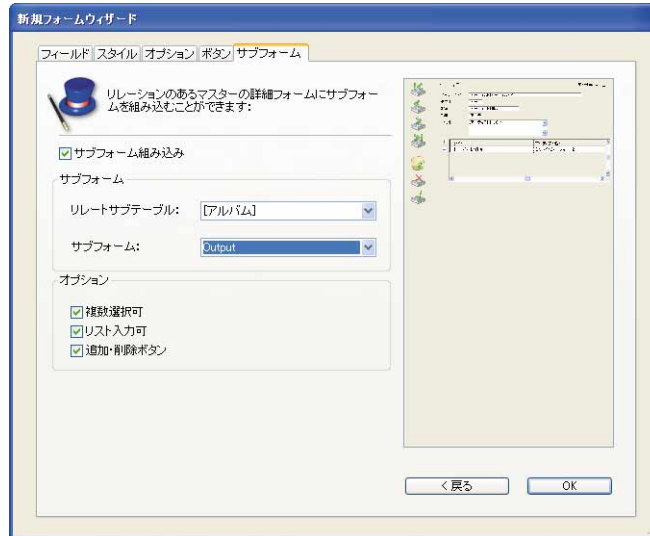 新規フォームウィザード
フィールド スタイル オプション ボタン サブフォーム
リレーションのあるマスターの詳細フォームにサブフォー
ムを組み込むことができます:
サブフォーム組み込み
サブフォーム
リレートサブテーブル: [アルバム]
サブフォーム: Output
オプション
複数選択可
リスト入力可
追加・削除ボタン
<戻る OK